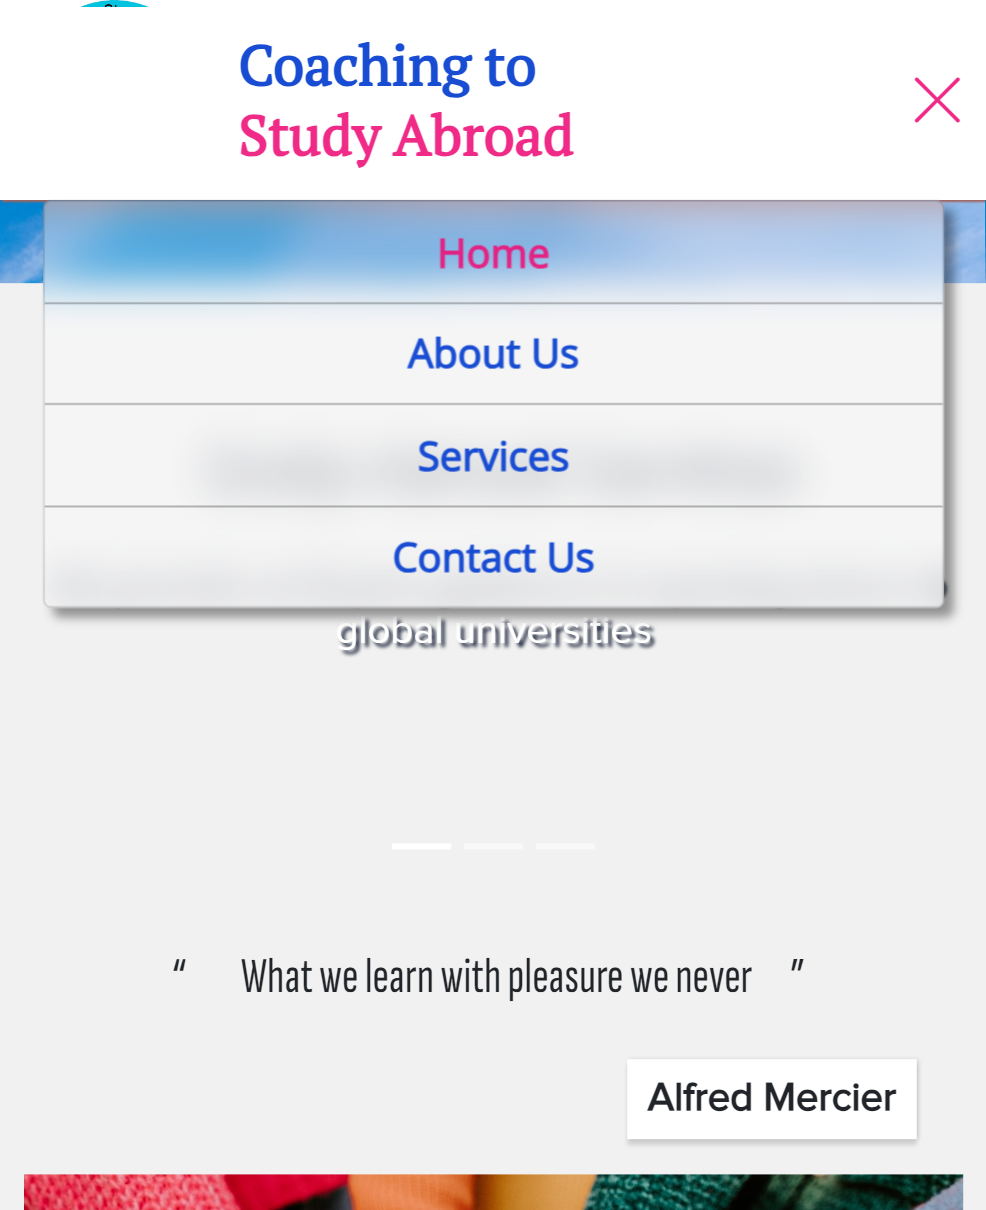 Coaching to
Study Abroad
Home
About Us
Services
Contact Us
global universities
“ What we learn with pleasure we never ”
Alfred Mercier